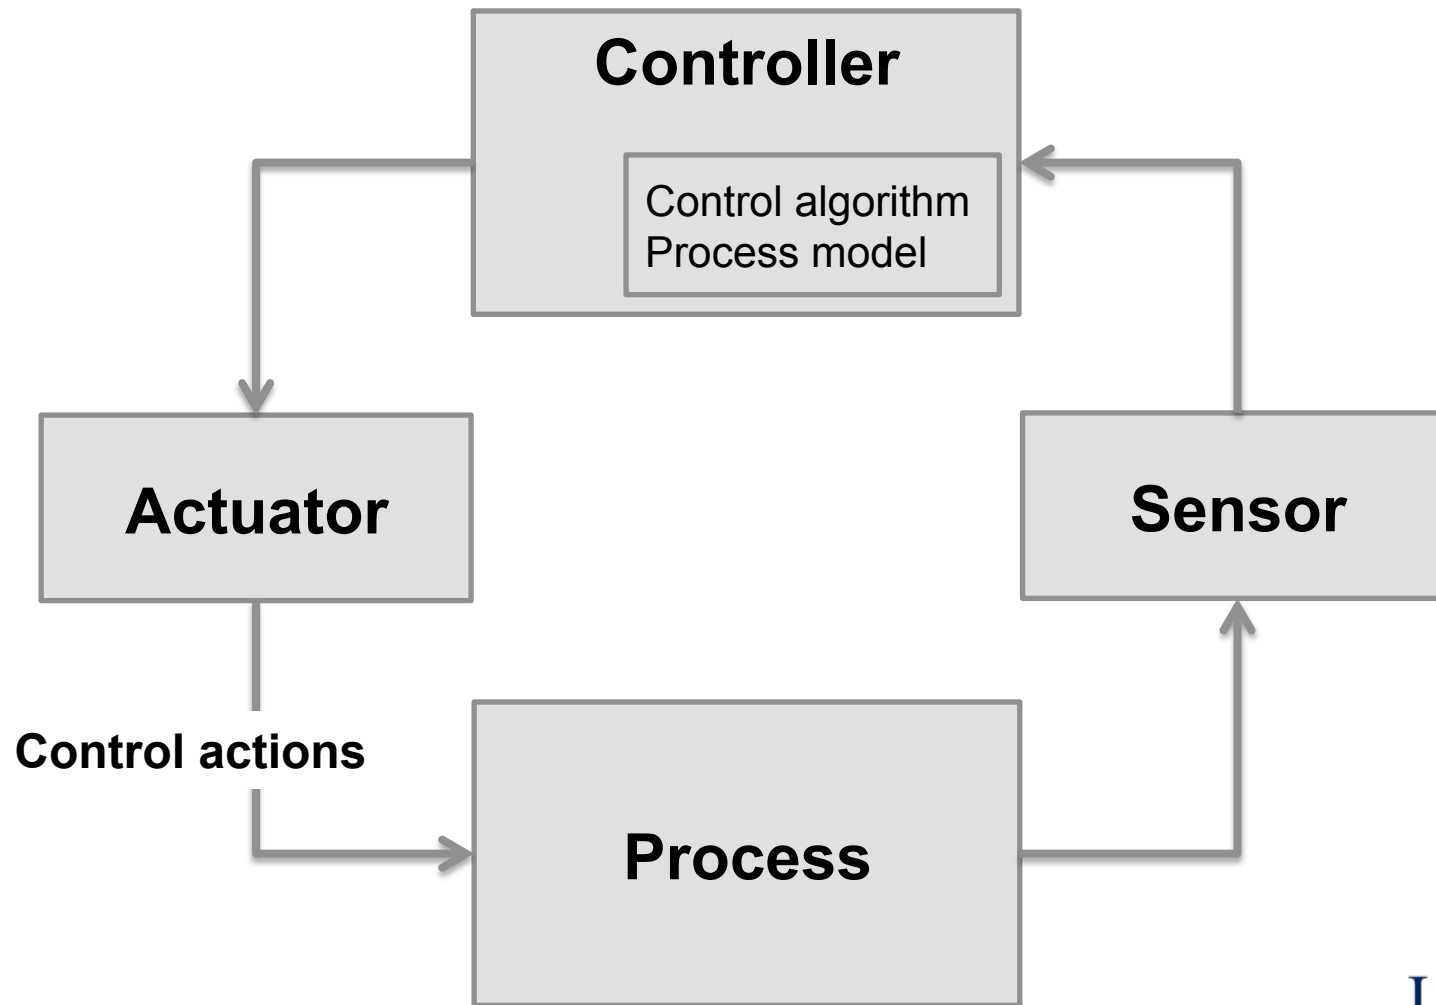 Controller
Control algorithm
Process model
Actuator
Sensor
Control actions
Process